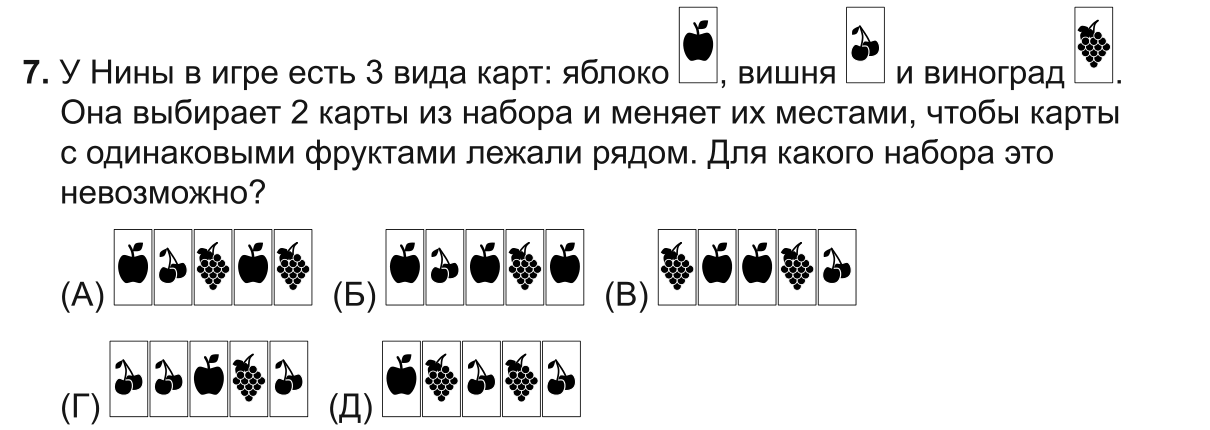 7. У Нины в игре есть 3 вида карт: яблоко , вишня и виноград .
Она выбирает 2 карты из набора и меняет их местами, чтобы карты
с одинаковыми фруктами лежали рядом. Для какого набора это
невозможно?
(А) (Б) (В)
(Г) (Д)